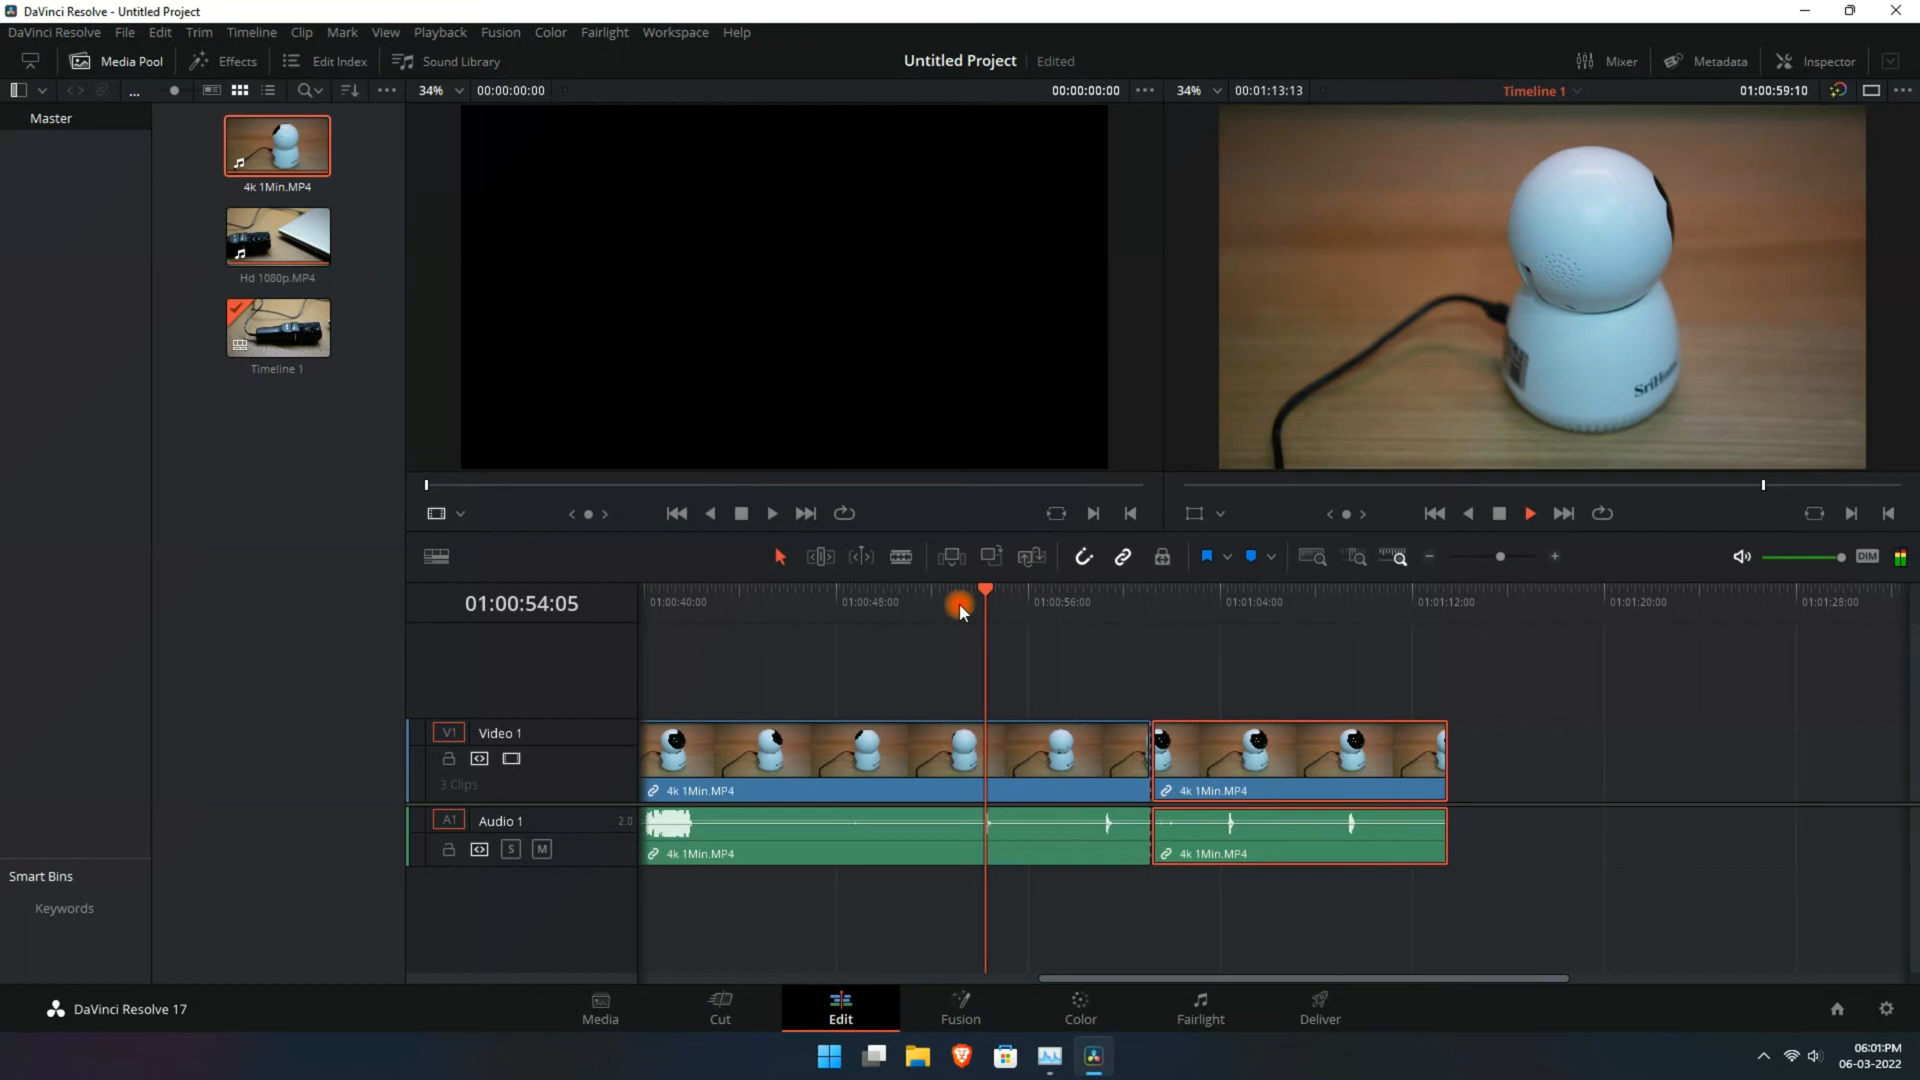 DaVinci Resolve - Untitled Project
DaVinci Resolve File Edit Trim Timeline Clip Mark View Playback Fusion Color Fairlight Workspace Help
Media Pool Effects Edit Index Sound Library Untitled Project Edited Mixer Metadata Inspector
... 34% 00:00:00:00 00:00:00:00 34% 00:01:13:13 Timeline 1 01:00:59:10
Master
4k 1Min.MP4
Hd 1080p.MP4
Timeline 1
DIM
01:00:54:05 01:00:40:00 01:00:48:00 01:00:56:00 01:01:04:00 01:01:12:00 01:01:20:00 01:01:28:00
V1 Video 1
3 Clips
4k 1Min.MP4 4k 1Min.MP4
A1 Audio 1 2.0
S M
4k 1Min.MP4 4k 1Min.MP4
Smart Bins
Keywords
DaVinci Resolve 17
Media Cut Edit Fusion Color Fairlight Deliver
06:01:PM
06-03-2022